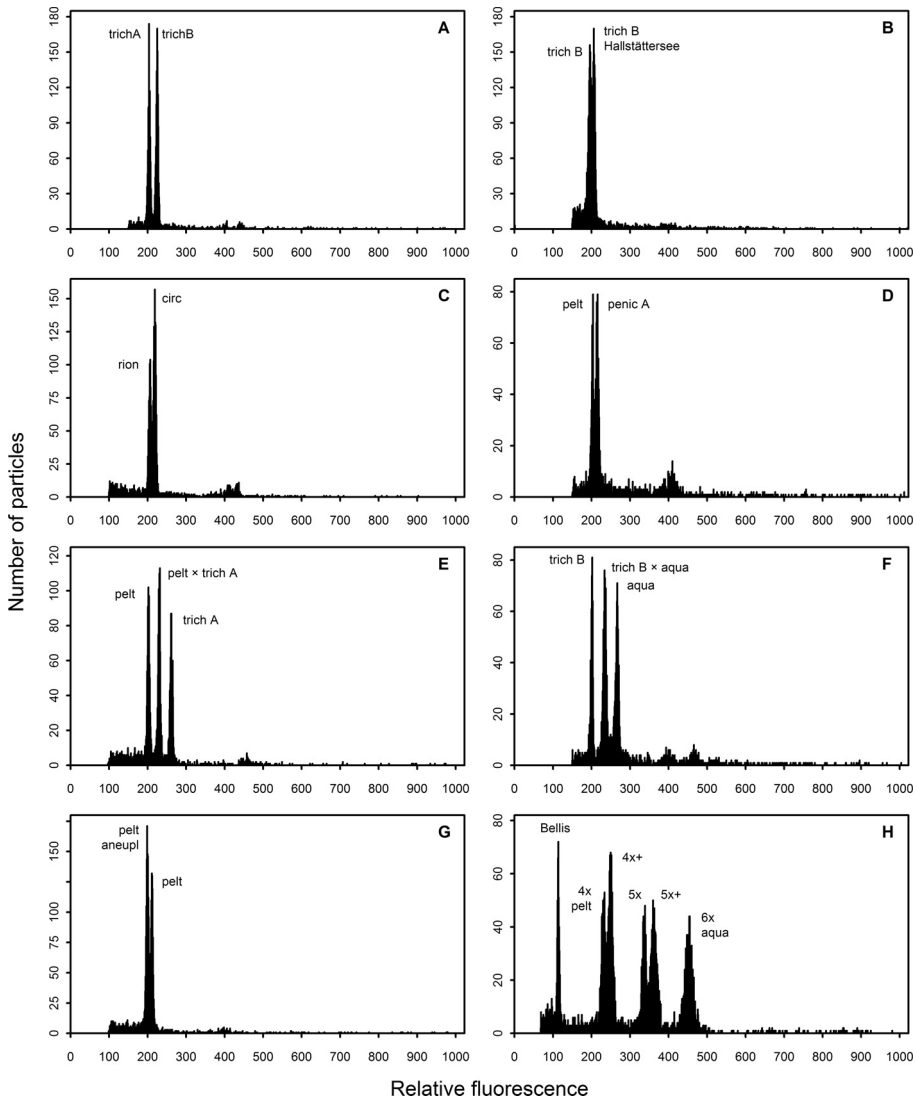 Number of particles
A
trichA
trichB
0
30
60
90
120
150
180
0 100 200 300 400 500 600 700 800 900 1000
B
trich B
trich B
Hallstättersee
0
30
60
90
120
150
180
0 100 200 300 400 500 600 700 800 900 1000
C
circ
rion
0
25
50
75
100
125
150
0 100 200 300 400 500 600 700 800 900 1000
D
pelt
penic A
0
20
40
60
80
0 100 200 300 400 500 600 700 800 900 1000
E
pelt × trich A
pelt
trich A
0
20
40
60
80
100
120
0 100 200 300 400 500 600 700 800 900 1000
F
trich B
trich B × aqua
aqua
0
20
40
60
80
0 100 200 300 400 500 600 700 800 900 1000
G
pelt
aneupl
pelt
0
25
50
75
100
150
0 100 200 300 400 500 600 700 800 900 1000
H
Bellis
4x+
4x
pelt
5x
5x+
6x
aqua
0
20
40
60
80
0 100 200 300 400 500 600 700 800 900 1000
Relative fluorescence